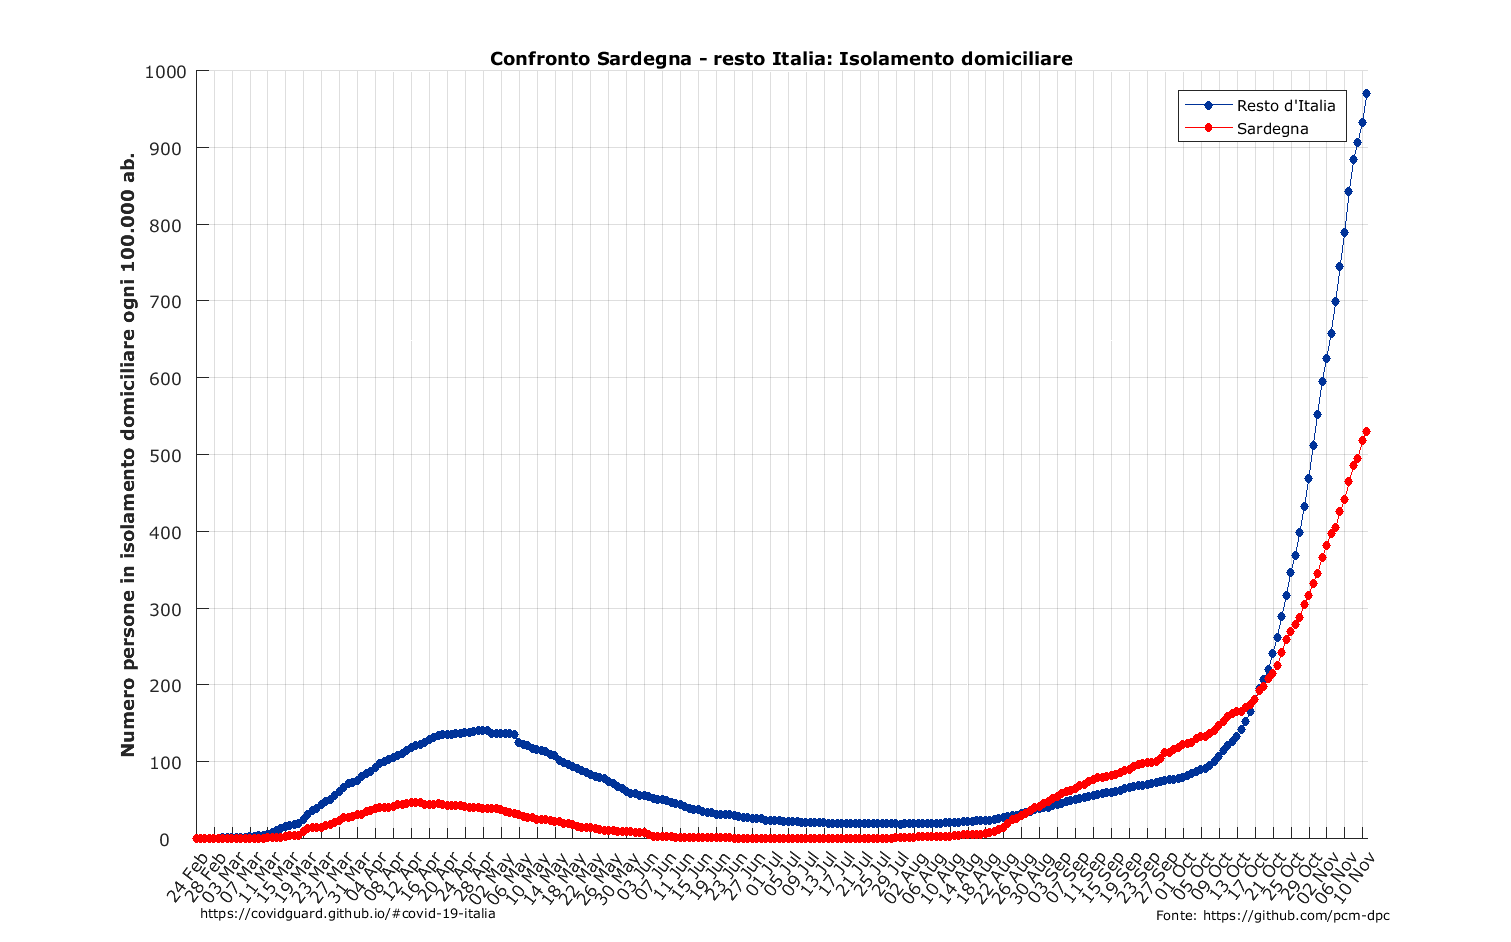 Confronto Sardegna - resto Italia: Isolamento domiciliare
Numero persone in isolamento domiciliare ogni 100.000 ab.
1000
900
800
700
600
500
400
300
200
100
0
Resto d'Italia
Sardegna
24 Feb
28 Feb
03 Mar
07 Mar
11 Mar
15 Mar
19 Mar
23 Mar
27 Mar
31 Mar
04 Apr
08 Apr
12 Apr
16 Apr
20 Apr
24 Apr
28 Apr
02 May
06 May
10 May
14 May
18 May
22 May
26 May
30 May
03 Jun
07 Jun
11 Jun
15 Jun
19 Jun
23 Jun
27 Jun
01 Jul
05 Jul
09 Jul
13 Jul
17 Jul
21 Jul
25 Jul
29 Jul
02 Aug
06 Aug
10 Aug
14 Aug
18 Aug
22 Aug
26 Aug
30 Aug
03 Sep
07 Sep
11 Sep
15 Sep
19 Sep
23 Sep
27 Sep
01 Oct
05 Oct
09 Oct
13 Oct
17 Oct
21 Oct
25 Oct
29 Oct
02 Nov
06 Nov
10 Nov
https://covidguard.github.io/#covid-19-italia
Fonte: https://github.com/pcm-dpc